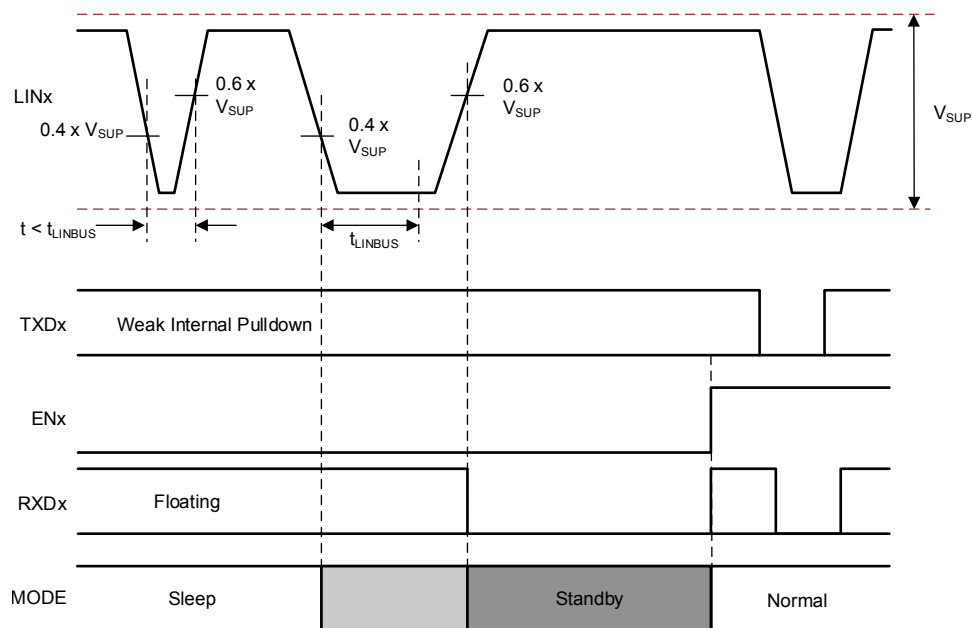 LINx
0.4 x VSUP
0.6 x
VSUP
0.4 x
VSUP
0.6 x
VSUP
VSUP
t < tLINBUS
tLINBUS
TXDx
Weak Internal Pulldown
ENx
RXDx
Floating
MODE
Sleep
Standby
Normal